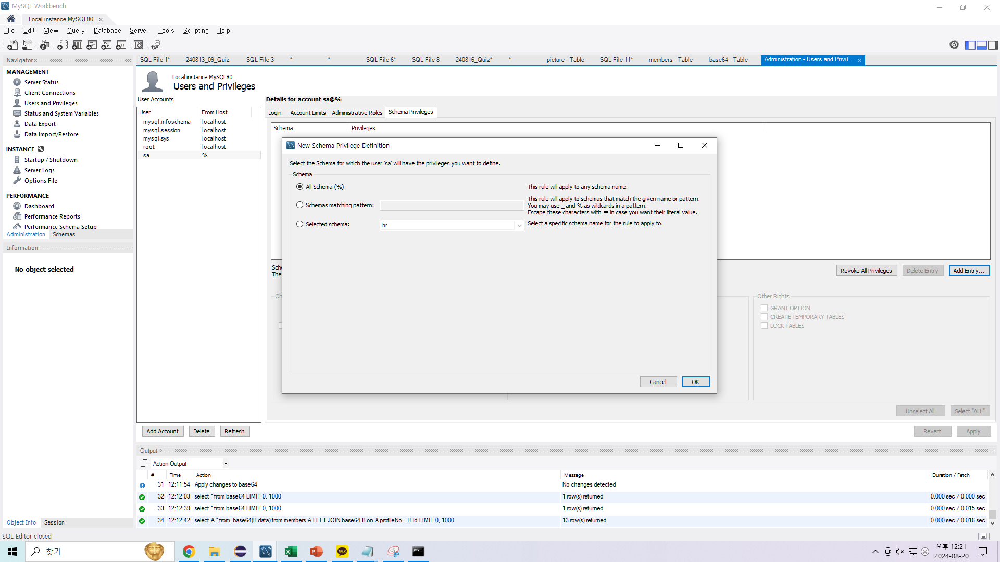 MySQL Workbench
Local instance MySQL80
File Edit View Query Database Server Tools Scripting Help
Navigator
SQL File 1* 240813_09_Quiz SQL File 3 * * SQL File 6* SQL File 8 240816_Quiz* * picture - Table SQL File 11* members - Table base64 - Table Administration - Users and Privil...
MANAGEMENT
Server Status
Client Connections
Users and Privileges
Status and System Variables
Data Export
Data Import/Restore
INSTANCE
Startup / Shutdown
Server Logs
Options File
PERFORMANCE
Dashboard
Performance Reports
Performance Schema Setup
Administration Schemas
Information
No object selected
Object Info Session
Local instance MySQL80
Users and Privileges
User Accounts
User From Host
mysql.infoschema localhost
mysql.session localhost
mysql.sys localhost
root localhost
sa %
Add Account Delete Refresh
Details for account sa@%
Login Account Limits Administrative Roles Schema Privileges
Schema Privileges
New Schema Privilege Definition
Select the Schema for which the user 'sa' will have the privileges you want to define.
Schema
All Schema (%) This rule will apply to any schema name.
Schemas matching pattern: This rule will apply to schemas that match the given name or pattern.
You may use _ and % as wildcards in a pattern.
Escape these characters with ₩ in case you want their literal value.
Selected schema: hr Select a specific schema name for the rule to apply to.
Cancel OK
Sche
The
Revoke All Privileges Delete Entry Add Entry...
Ob
Other Rights
GRANT OPTION
CREATE TEMPORARY TABLES
LOCK TABLES
Unselect All Select "ALL"
Revert Apply
Output
Action Output
# Time Action Message Duration / Fetch
31 12:11:54 Apply changes to base64 No changes detected
32 12:12:03 select * from base64 LIMIT 0, 1000 1 row(s) returned 0.000 sec / 0.000 sec
33 12:12:39 select * from base64 LIMIT 0, 1000 1 row(s) returned 0.000 sec / 0.015 sec
34 12:12:42 select A.*,from_base64(B.data) from members A LEFT JOIN base64 B on A.profileNo = B.id LIMIT 0, 1000 13 row(s) returned 0.000 sec / 0.016 sec
SQL Editor closed
찾기
TALK
오후 12:21
2024-08-20